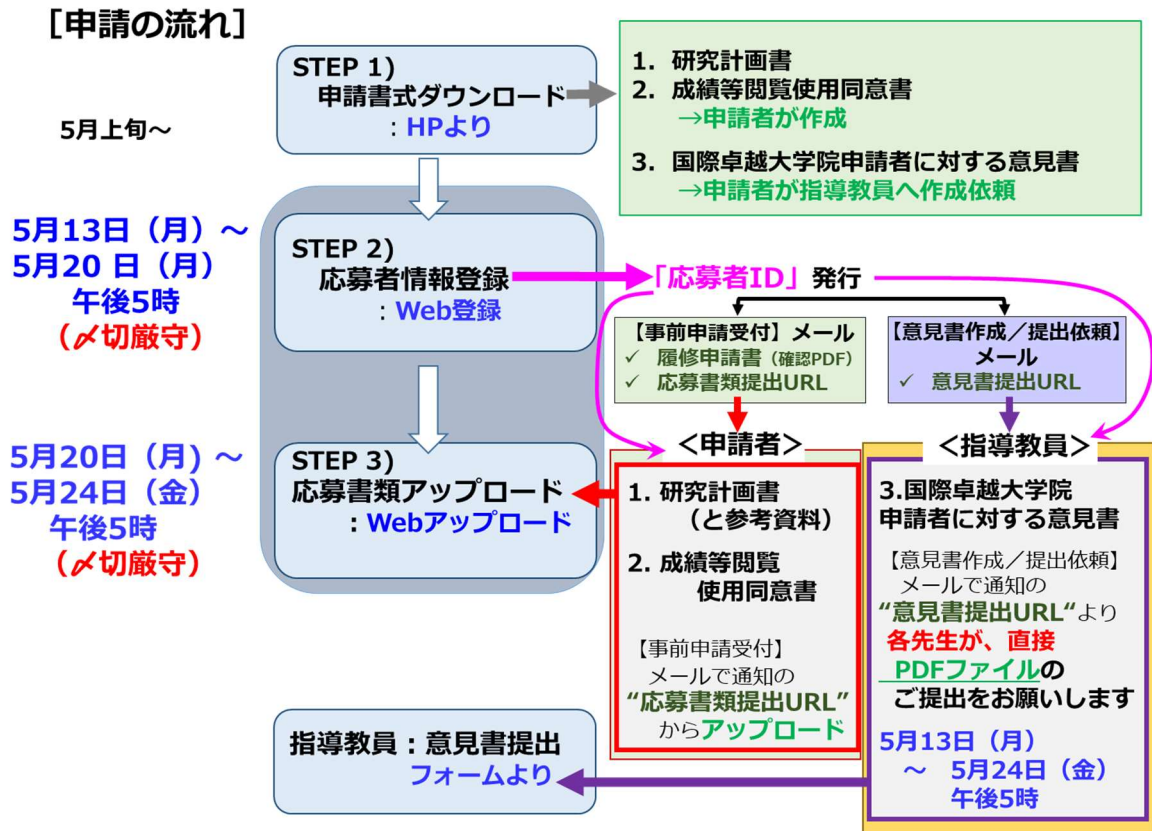 ［申請の流れ］
5月上旬～
STEP 1)
申請書式ダウンロード
：HPより
1. 研究計画書
2. 成績等閲覧使用同意書
→申請者が作成
3. 国際卓越大学院申請者に対する意見書
→申請者が指導教員へ作成依頼
5月13日（月）～
5月20 日（月）
午後5時
（〆切厳守）
STEP 2)
応募者情報登録
：Web登録
「応募者ID」発行
【事前申請受付】メール
✓ 履修申請書（確認PDF）
✓ 応募書類提出URL
【意見書作成／提出依頼】
メール
✓ 意見書提出URL
5月20日（月）～
5月24日（金）
午後5時
（〆切厳守）
STEP 3)
応募書類アップロード
：Webアップロード
＜申請者＞
1. 研究計画書
（と参考資料）
2. 成績等閲覧
使用同意書
【事前申請受付】
メールで通知の
“応募書類提出URL”
からアップロード
＜指導教員＞
3.国際卓越大学院
申請者に対する意見書
【意見書作成／提出依頼】
メールで通知の
“意見書提出URL“より
各先生が、直接
PDFファイルの
ご提出をお願いします
5月13日（月）
～ 5月24日（金）
午後5時
指導教員：意見書提出
フォームより